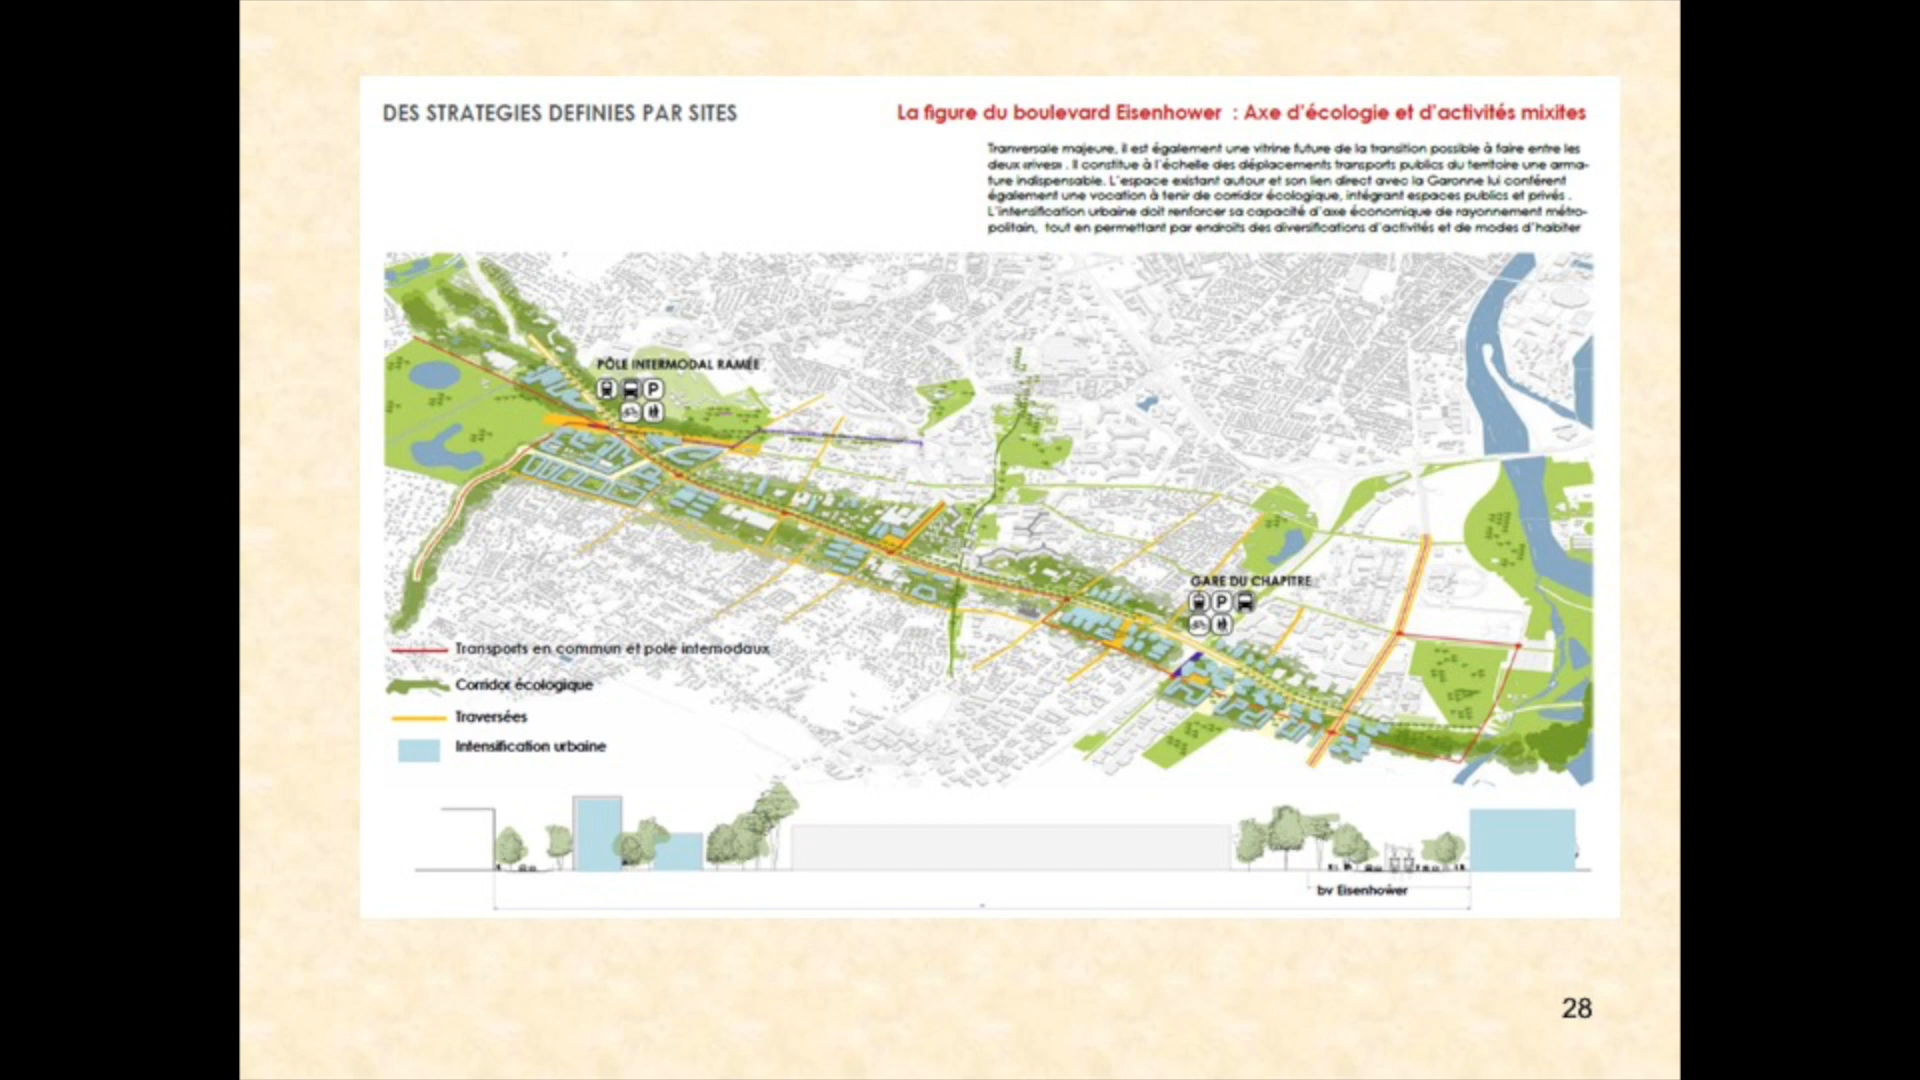 DES STRATEGIES DEFINIES PAR SITES
La figure du boulevard Eisenhower : Axe d'écologie et d'activités mixites
Tranversale majeure, il est également une vitrine future de la transition possible à faire entre les
deux «rives» . Il constitue à l'échelle des déplacements transports publics du territoire une arma-
ture indispensable. L'espace existant autour et son lien direct avec la Garonne lui confèrent
également une vocation à tenir de corridor écologique, intégrant espaces publics et privés .
L'intensification urbaine doit renforcer sa capacité d'axe économique de rayonnement métro-
politain, tout en permettant par endroits des diversifications d'activités et de modes d'habiter
PÔLE INTERMODAL RAMÉE
P
GARE DU CHAPITRE
P
Transports en commun et pole intemodaux
Corridor écologique
Traversées
Intensification urbaine
bv Eisenhower
28